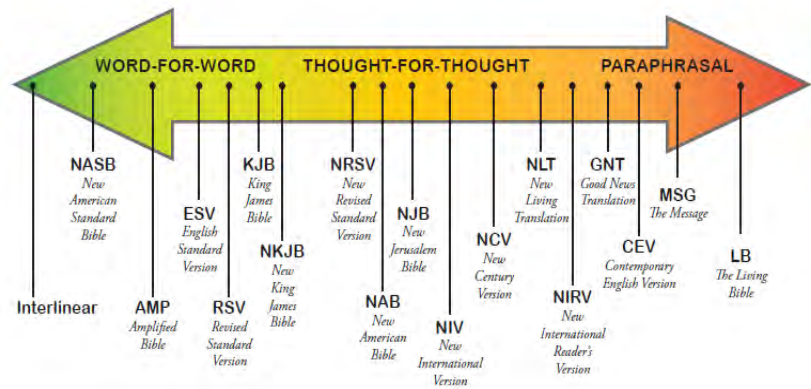 WORD-FOR-WORD THOUGHT-FOR-THOUGHT PARAPHRASAL
Interlinear
NASB
New
American
Standard
Bible
AMP
Amplified
Bible
ESV
English
Standard
Version
RSV
Revised
Standard
Version
KJB
King
James
Bible
NKJB
New
King
James
Bible
NRSV
New
Revised
Standard
Version
NAB
New
American
Bible
NJB
New
Jerusalem
Bible
NIV
New
International
Version
NCV
New
Century
Version
NLT
New
Living
Translation
NIRV
New
International
Reader's
Version
GNT
Good News
Translation
CEV
Contemporary
English Version
MSG
The Message
LB
The Living
Bible